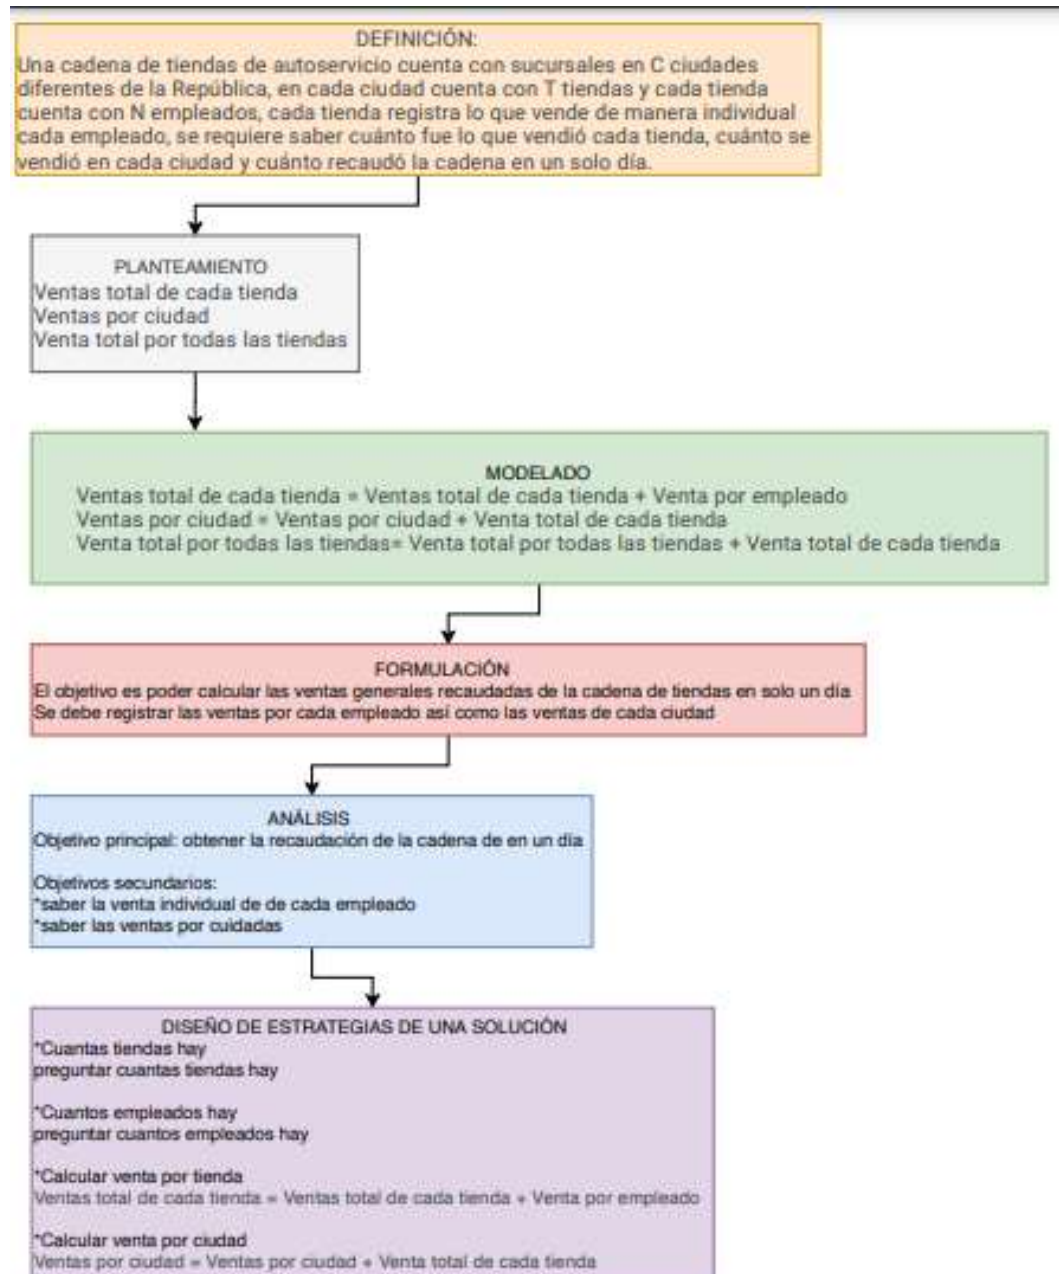 DEFINICIÓN:
Una cadena de tiendas de autoservicio cuenta con sucursales en C ciudades
diferentes de la República, en cada ciudad cuenta con T tiendas y cada tienda
cuenta con N empleados, cada tienda registra lo que vende de manera individual
cada empleado, se requiere saber cuánto fue lo que vendió cada tienda, cuánto se
vendió en cada ciudad y cuánto recaudó la cadena en un solo día.
PLANTEAMIENTO
Ventas total de cada tienda
Ventas por ciudad
Venta total por todas las tiendas
MODELADO
Ventas total de cada tienda = Ventas total de cada tienda + Venta por empleado
Ventas por ciudad = Ventas por ciudad + Venta total de cada tienda
Venta total por todas las tiendas= Venta total por todas las tiendas + Venta total de cada tienda
FORMULACIÓN
El objetivo es poder calcular las ventas generales recaudadas de la cadena de tiendas en solo un día
Se debe registrar las ventas por cada empleado así como las ventas de cada ciudad
ANÁLISIS
Objetivo principal: obtener la recaudación de la cadena de en un día
Objetivos secundarios:
*saber la venta individual de de cada empleado
*saber las ventas por cuidadas
DISEÑO DE ESTRATEGIAS DE UNA SOLUCIÓN
*Cuantas tiendas hay
preguntar cuantas tiendas hay
*Cuantos empleados hay
preguntar cuantos empleados hay
*Calcular venta por tienda
Ventas total de cada tienda = Ventas total de cada tienda + Venta por empleado
*Calcular venta por ciudad
Ventas por ciudad = Ventas por ciudad + Venta total de cada tienda